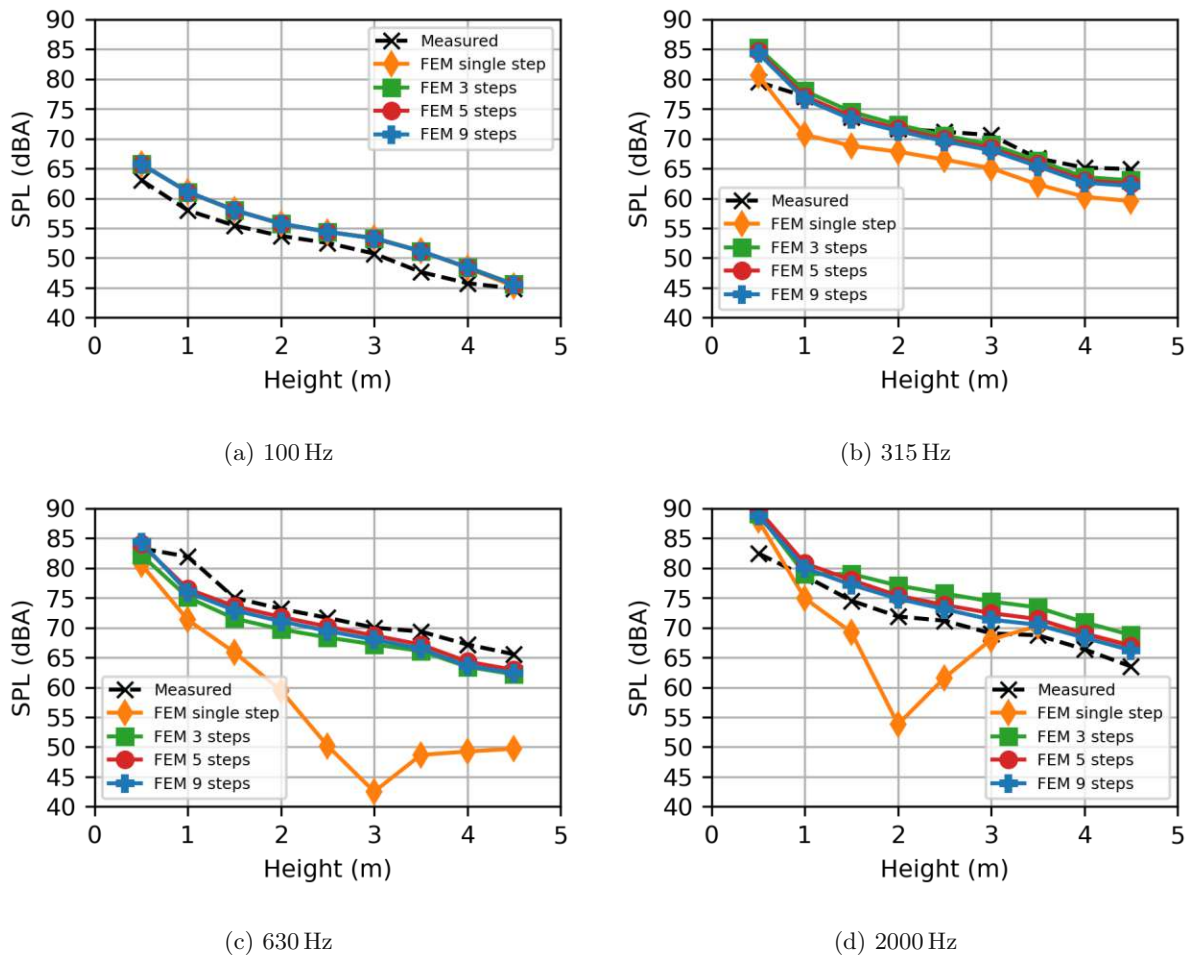 90
85
80
75
70
65
60
55
50
45
40
SPL (dBA)
0 1 2 3 4 5
Height (m)
Measured
FEM single step
FEM 3 steps
FEM 5 steps
FEM 9 steps
(a) 100 Hz
90
85
80
75
70
65
60
55
50
45
40
SPL (dBA)
0 1 2 3 4 5
Height (m)
Measured
FEM single step
FEM 3 steps
FEM 5 steps
FEM 9 steps
(b) 315 Hz
90
85
80
75
70
65
60
55
50
45
40
SPL (dBA)
0 1 2 3 4 5
Height (m)
Measured
FEM single step
FEM 3 steps
FEM 5 steps
FEM 9 steps
(c) 630 Hz
90
85
80
75
70
65
60
55
50
45
40
SPL (dBA)
0 1 2 3 4 5
Height (m)
Measured
FEM single step
FEM 3 steps
FEM 5 steps
FEM 9 steps
(d) 2000 Hz